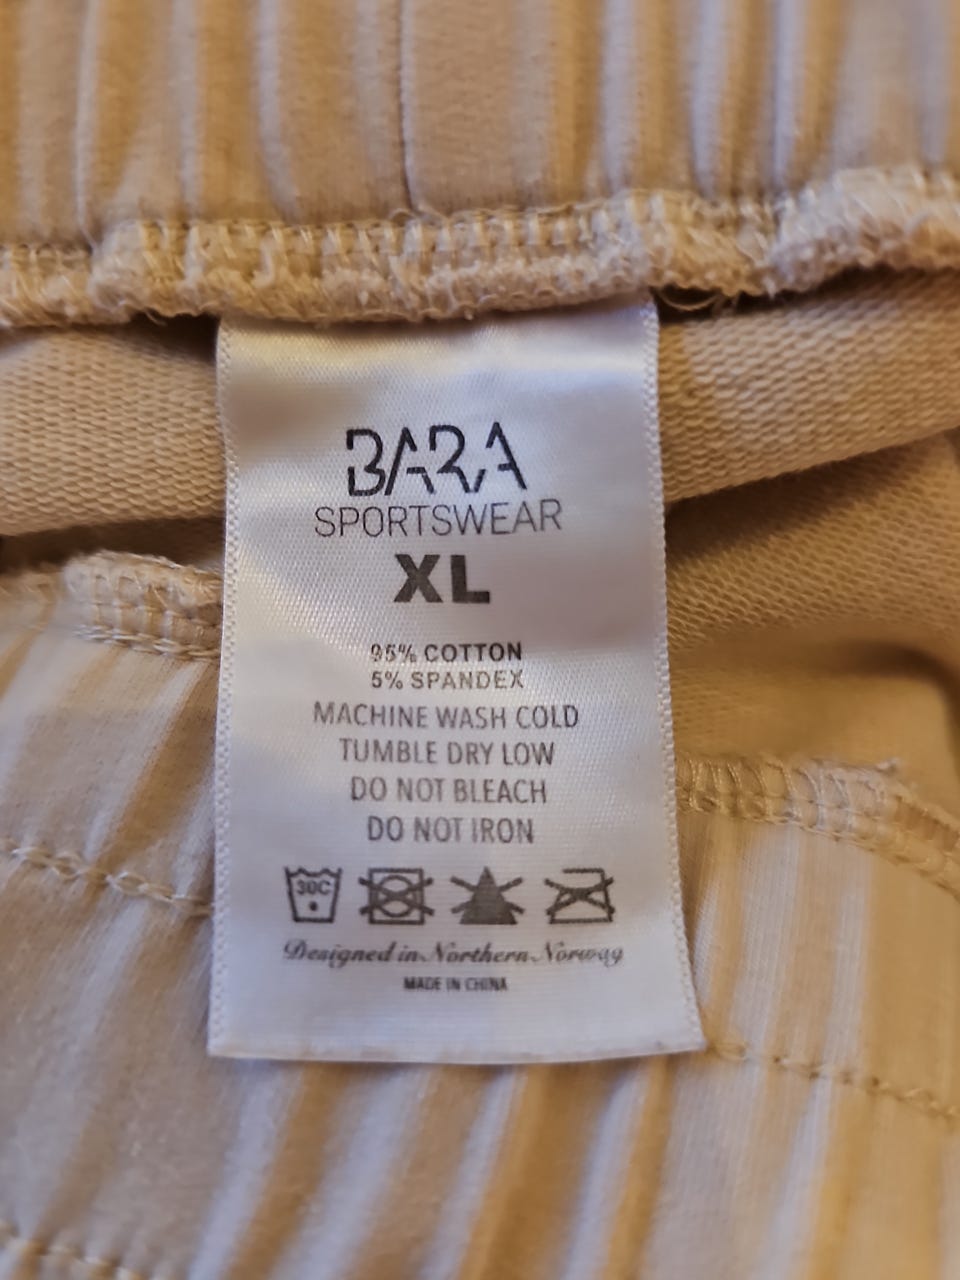 BARA
SPORTSWEAR
XL
95% COTTON
5% SPANDEX
MACHINE WASH COLD
TUMBLE DRY LOW
DO NOT BLEACH
DO NOT IRON
30C
Designed in Northern Norway
MADE IN CHINA